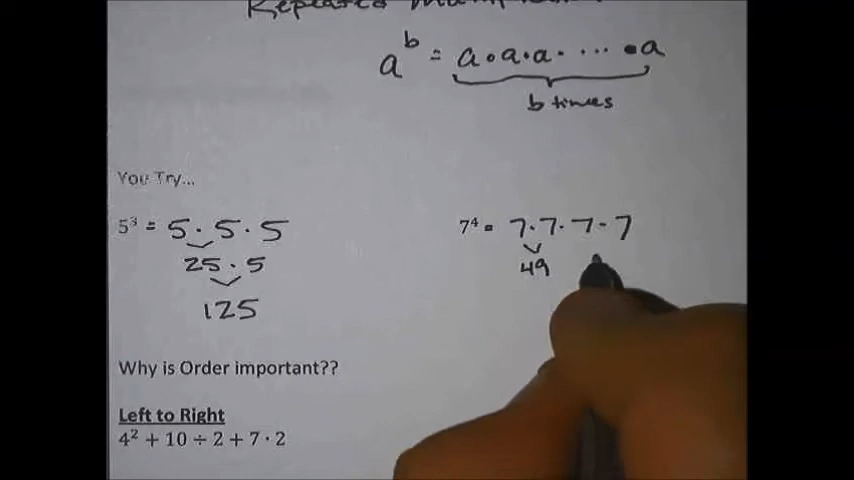 Repeated
a^b = a • a • a • ... • a
b times
You Try...
5³ = 5 · 5 · 5
7⁴ = 7 · 7 · 7 · 7
25 · 5
49
125
Why is Order important??
Left to Right
4² + 10 ÷ 2 + 7 · 2